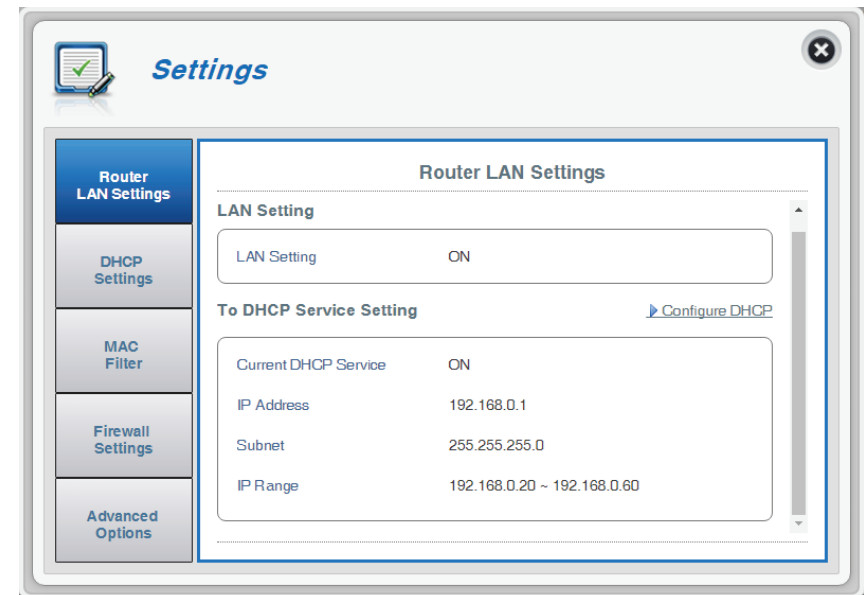 Settings
Router
LAN Settings
DHCP
Settings
MAC
Filter
Firewall
Settings
Advanced
Options
Router LAN Settings
LAN Setting
LAN Setting ON
To DHCP Service Setting Configure DHCP
Current DHCP Service ON
IP Address 192.168.0.1
Subnet 255.255.255.0
IP Range 192.168.0.20 ~ 192.168.0.60